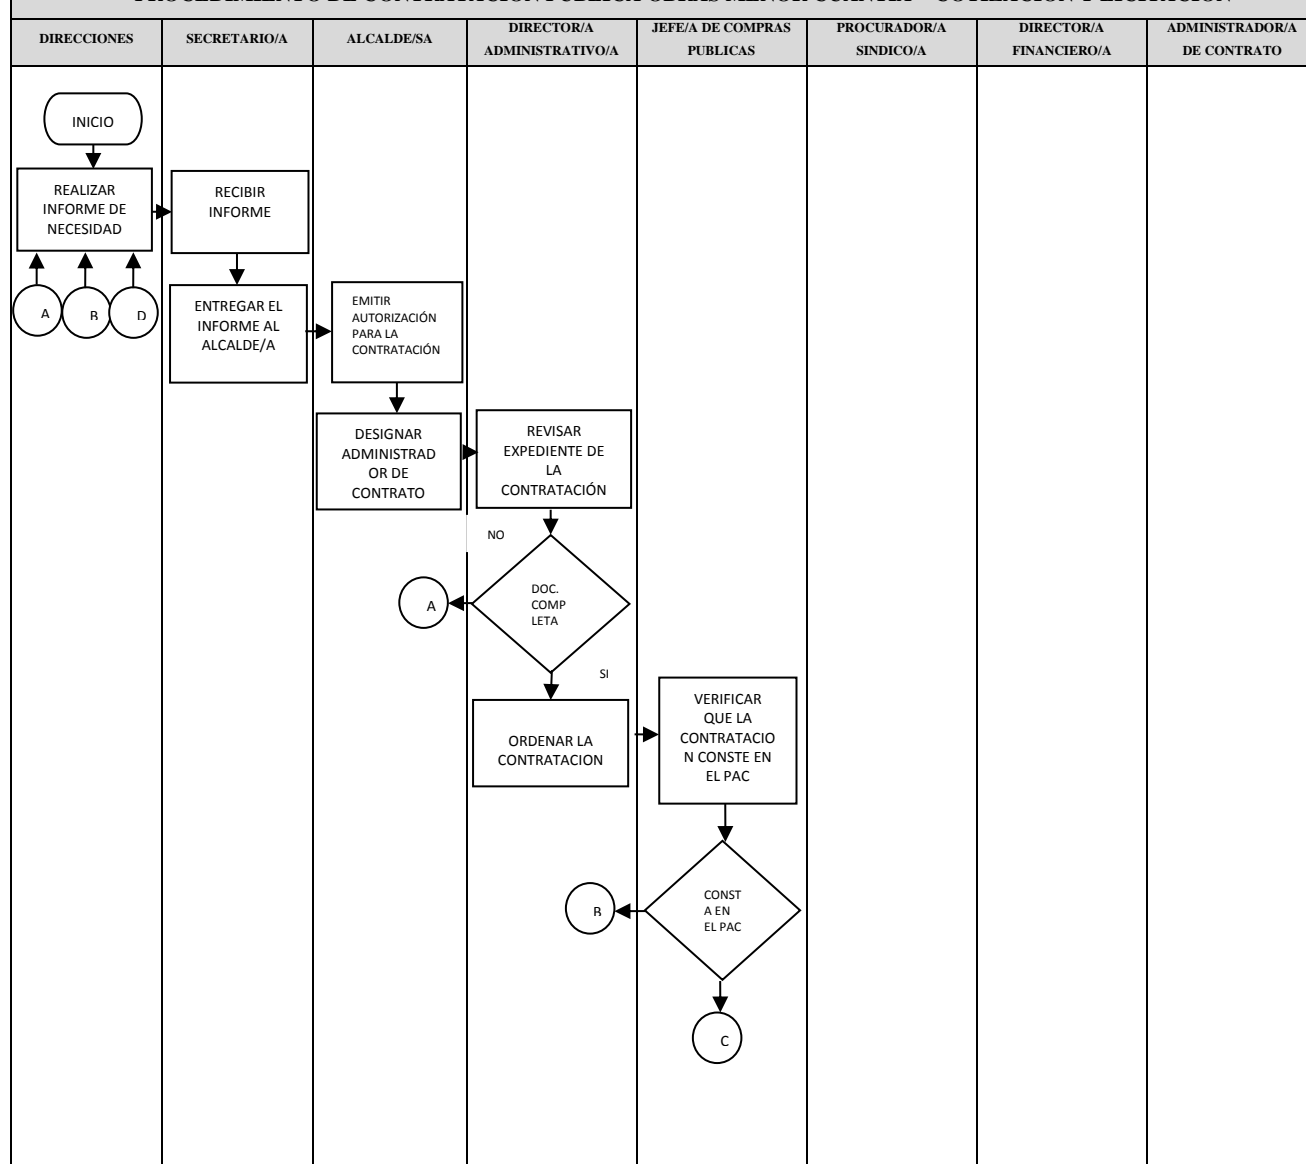 DIRECCIONES
SECRETARIO/A
ALCALDE/SA
DIRECTOR/A
ADMINISTRATIVO/A
JEFE/A DE COMPRAS
PUBLICAS
PROCURADOR/A
SINDICO/A
DIRECTOR/A
FINANCIERO/A
ADMINISTRADOR/A
DE CONTRATO
INICIO
REALIZAR
INFORME DE
NECESIDAD
RECIBIR
INFORME
A
B
D
ENTREGAR EL
INFORME AL
ALCALDE/A
EMITIR
AUTORIZACIÓN
PARA LA
CONTRATACIÓN
DESIGNAR
ADMINISTRAD
OR DE
CONTRATO
REVISAR
EXPEDIENTE DE
LA
CONTRATACIÓN
NO
DOC.
COMP
LETA
A
SI
ORDENAR LA
CONTRATACION
VERIFICAR
QUE LA
CONTRATACIO
N CONSTE EN
EL PAC
CONST
A EN
EL PAC
B
C